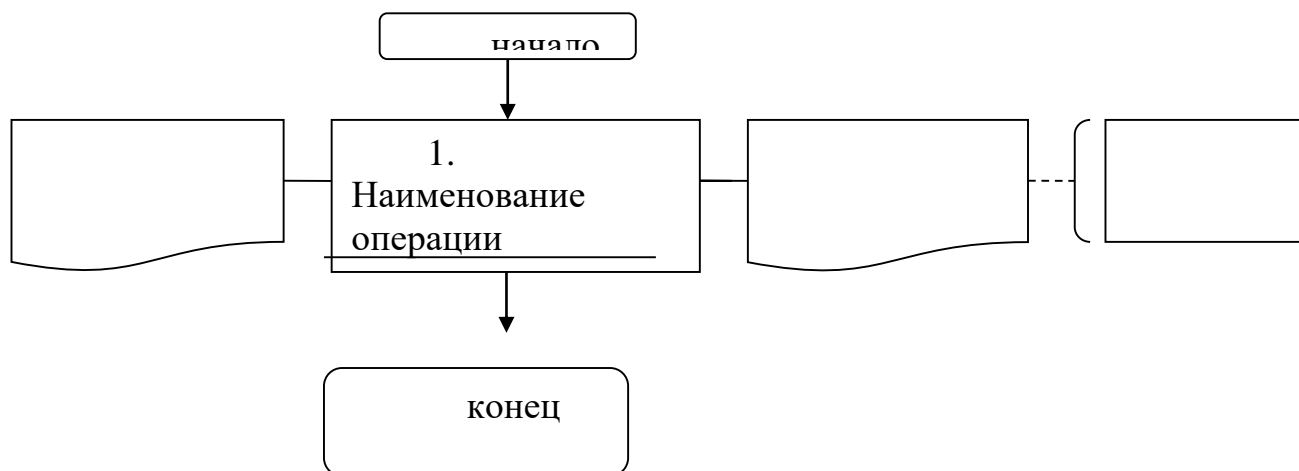 начало
1.
Наименование
операции
конец